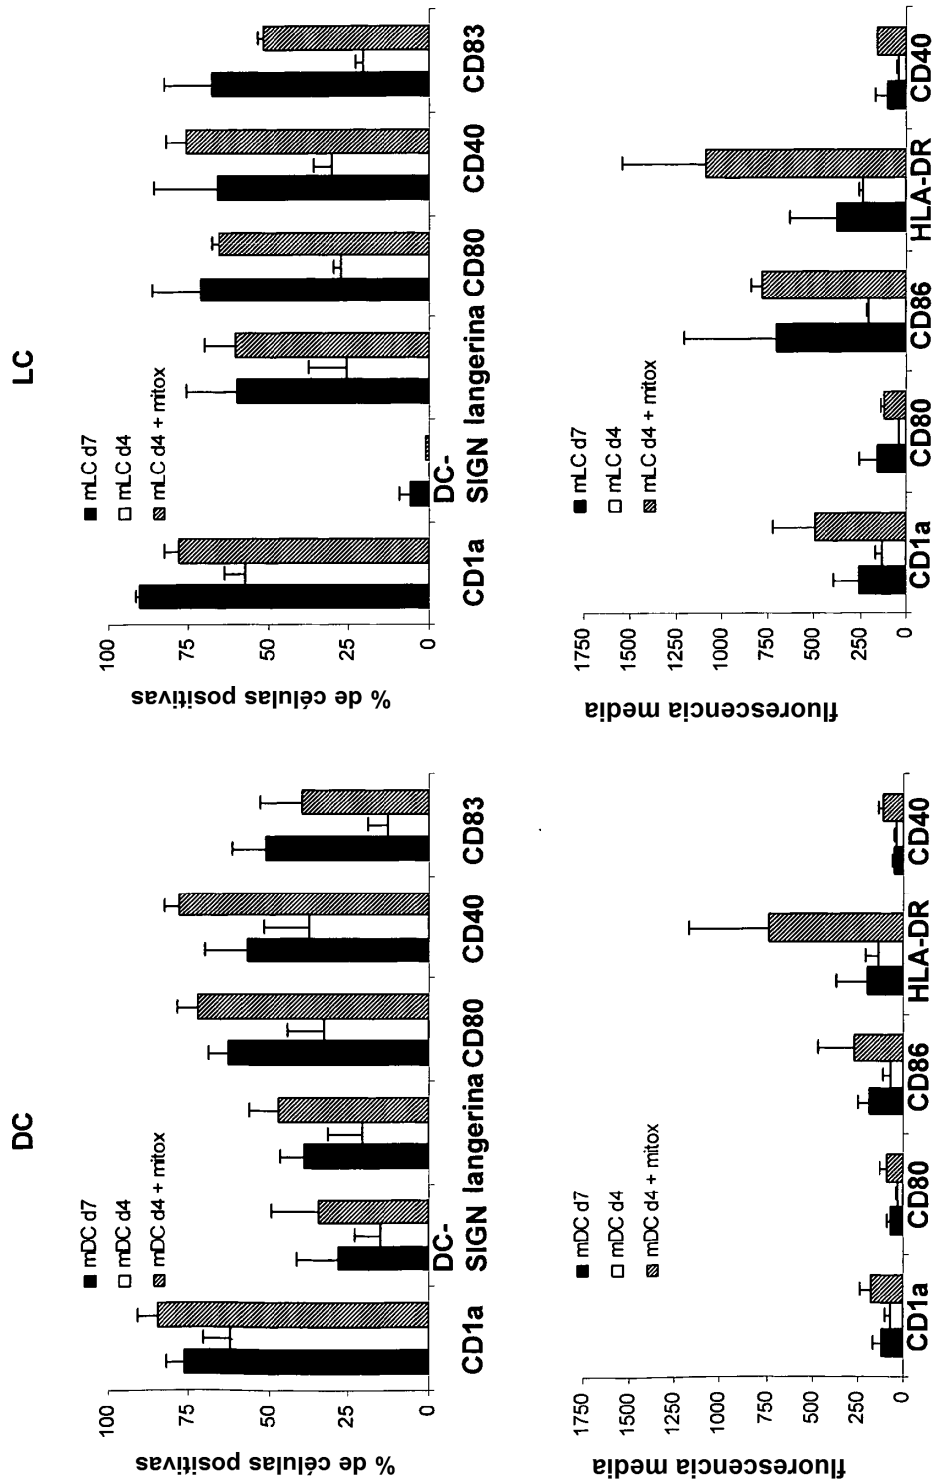 DC
% de células positivas
100
75
50
25
0
mDC d7
mDC d4
mDC d4 + mitox
CD1a
DC-
SIGN
langerina
CD80
CD40
CD83
LC
% de células positivas
100
75
50
25
0
mLC d7
mLC d4
mLC d4 + mitox
CD1a
DC-
SIGN
langerina
CD80
CD40
CD83
fluorescencia media
1750
1500
1250
1000
750
500
250
0
mDC d7
mDC d4
mDC d4 + mitox
CD1a
CD80
CD86
HLA-DR
CD40
fluorescencia media
1750
1500
1250
1000
750
500
250
0
mLC d7
mLC d4
mLC d4 + mitox
CD1a
CD80
CD86
HLA-DR
CD40